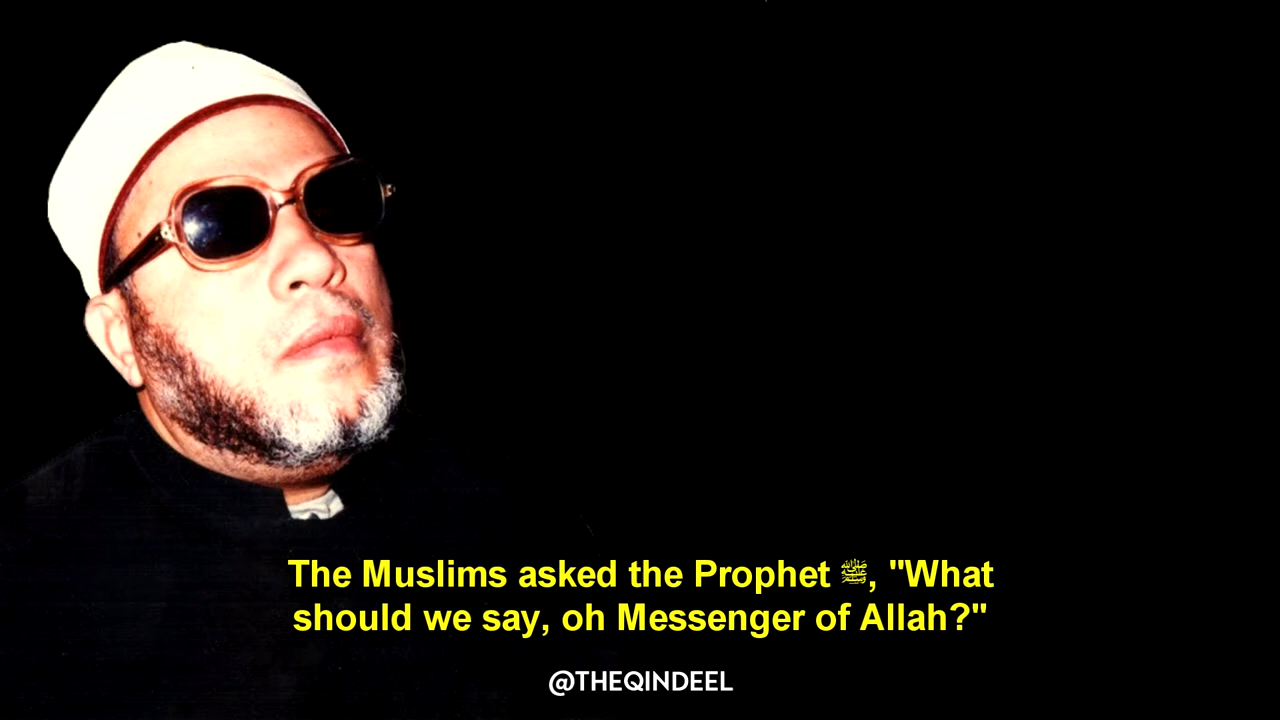 The Muslims asked the Prophet ﷺ, "What
should we say, oh Messenger of Allah?"
@THEQINDEEL